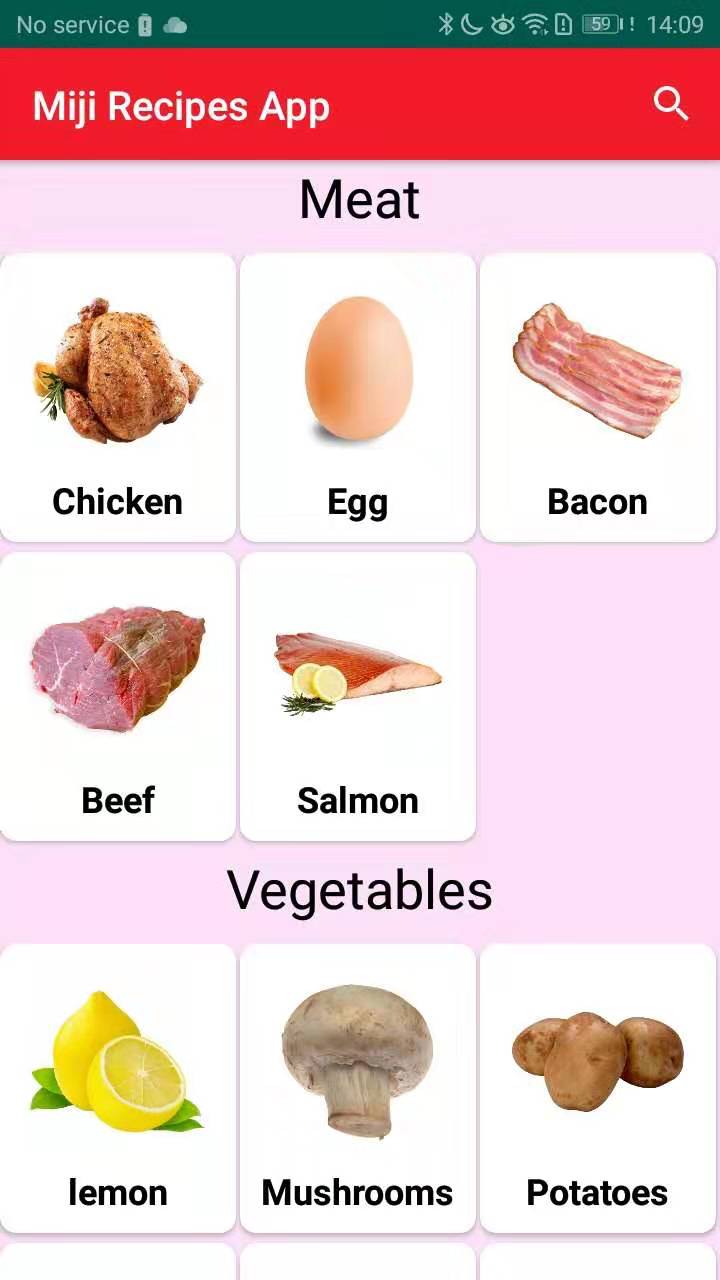 No service 59 ! 14:09
Miji Recipes App
Meat
Chicken Egg Bacon
Beef Salmon
Vegetables
lemon Mushrooms Potatoes